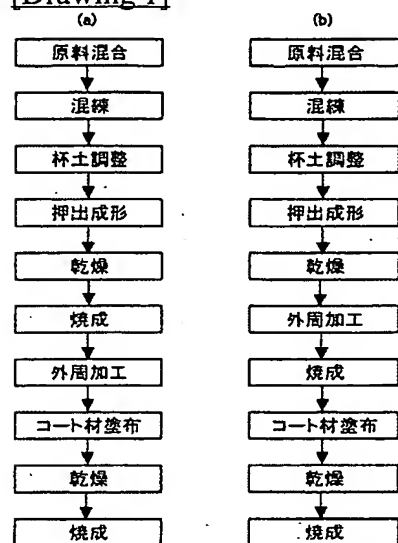 [Drawing 1]
(a)
原料混合
混練
杯土調整
押出成形
乾燥
焼成
外周加工
コート材塗布
乾燥
焼成
(b)
原料混合
混練
杯土調整
押出成形
乾燥
外周加工
焼成
コート材塗布
乾燥
焼成